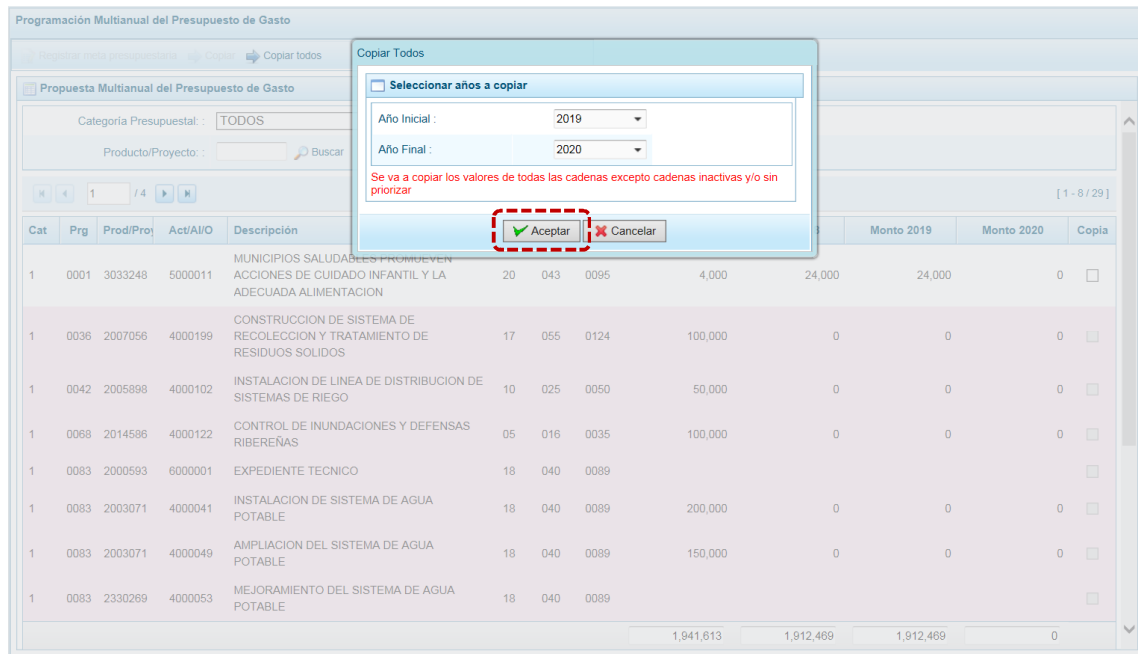 Programación Multianual del Presupuesto de Gasto
Registrar meta presupuestaria Copiar Copiar todos
Copiar Todos
Seleccionar años a copiar
Año Inicial : 2019
Año Final : 2020
Se va a copiar los valores de todas las cadenas excepto cadenas inactivas y/o sin
priorizar
Aceptar Cancelar
Propuesta Multianual del Presupuesto de Gasto
Categoría Presupuestal: : TODOS
Producto/Proyecto: : Buscar
1 / 4 [ 1 - 8 / 29 ]
Cat Prg Prod/Proy Act/AI/O Descripción Monto 2019 Monto 2020 Copia
MUNICIPIOS SALUDABLES PROMUEVEN
1 0001 3033248 5000011 ACCIONES DE CUIDADO INFANTIL Y LA 20 043 0095 4,000 24,000 24,000 0
ADECUADA ALIMENTACION
CONSTRUCCION DE SISTEMA DE
1 0036 2007056 4000199 RECOLECCION Y TRATAMIENTO DE 17 055 0124 100,000 0 0 0
RESIDUOS SOLIDOS
1 0042 2005898 4000102 INSTALACION DE LINEA DE DISTRIBUCION DE 10 025 0050 50,000 0 0 0
SISTEMAS DE RIEGO
1 0068 2014586 4000122 CONTROL DE INUNDACIONES Y DEFENSAS 05 016 0035 100,000 0 0 0
RIBEREÑAS
1 0083 2000593 6000001 EXPEDIENTE TECNICO 18 040 0089
1 0083 2003071 4000041 INSTALACION DE SISTEMA DE AGUA 18 040 0089 200,000 0 0 0
POTABLE
1 0083 2003071 4000049 AMPLIACION DEL SISTEMA DE AGUA 18 040 0089 150,000 0 0 0
POTABLE
1 0083 2330269 4000053 MEJORAMIENTO DEL SISTEMA DE AGUA 18 040 0089
POTABLE
1,941,613 1,912,469 1,912,469 0